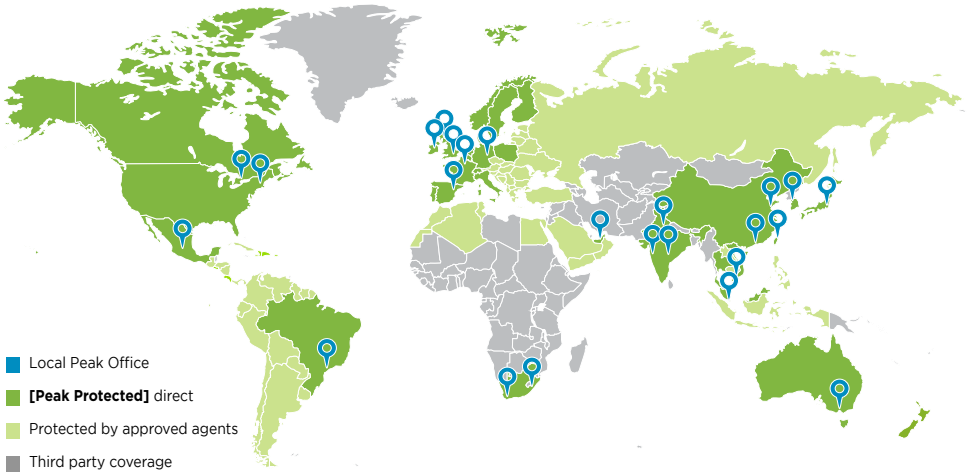 Local Peak Office
[Peak Protected] direct
Protected by approved agents
Third party coverage